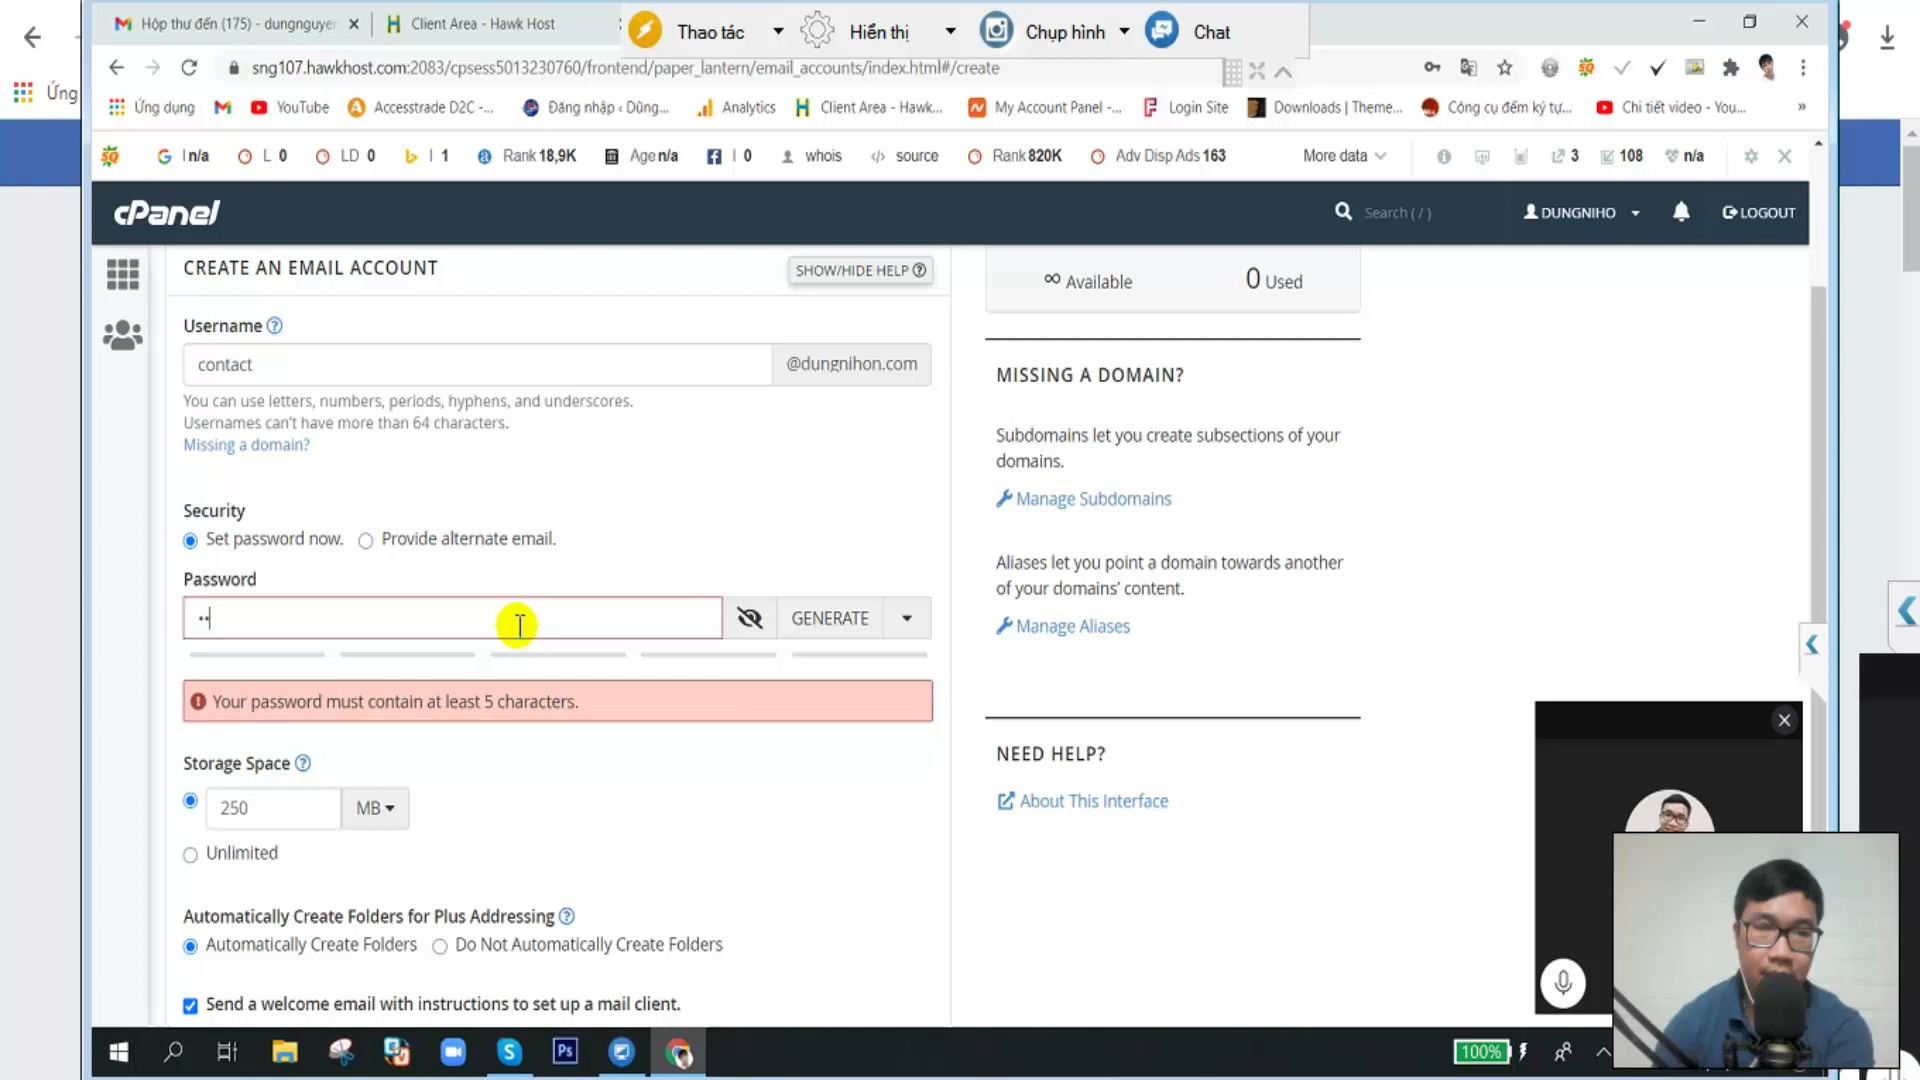 Hộp thư đến (175) - dungnguyen
Client Area - Hawk Host
Thao tác
Hiển thị
Chụp hình
Chat
sng107.hawkhost.com:2083/cpsess5013230760/frontend/paper_lantern/email_accounts/index.html#/create
Ứng
Ứng dụng
YouTube
Accesstrade D2C -...
Đăng nhập ‹ Dũng...
Analytics
Client Area - Hawk...
My Account Panel -...
Login Site
Downloads | Theme...
Công cụ đếm ký tự...
Chi tiết video - You...
»
I n/a
L 0
LD 0
I 1
Rank 18,9K
Age n/a
I 0
whois
source
Rank 820K
Adv Disp Ads 163
More data
3
108
n/a
cPanel
Search ( / )
DUNGNIHO
LOGOUT
CREATE AN EMAIL ACCOUNT
SHOW/HIDE HELP
∞ Available
0 Used
Username
contact
@dungnihon.com
You can use letters, numbers, periods, hyphens, and underscores.
Usernames can't have more than 64 characters.
Missing a domain?
MISSING A DOMAIN?
Subdomains let you create subsections of your
domains.
Manage Subdomains
Security
Set password now.
Provide alternate email.
Aliases let you point a domain towards another
of your domains' content.
Manage Aliases
Password
••
GENERATE
Your password must contain at least 5 characters.
NEED HELP?
About This Interface
Storage Space
250
MB
Unlimited
Automatically Create Folders for Plus Addressing
Automatically Create Folders
Do Not Automatically Create Folders
Send a welcome email with instructions to set up a mail client.
Ps
100%